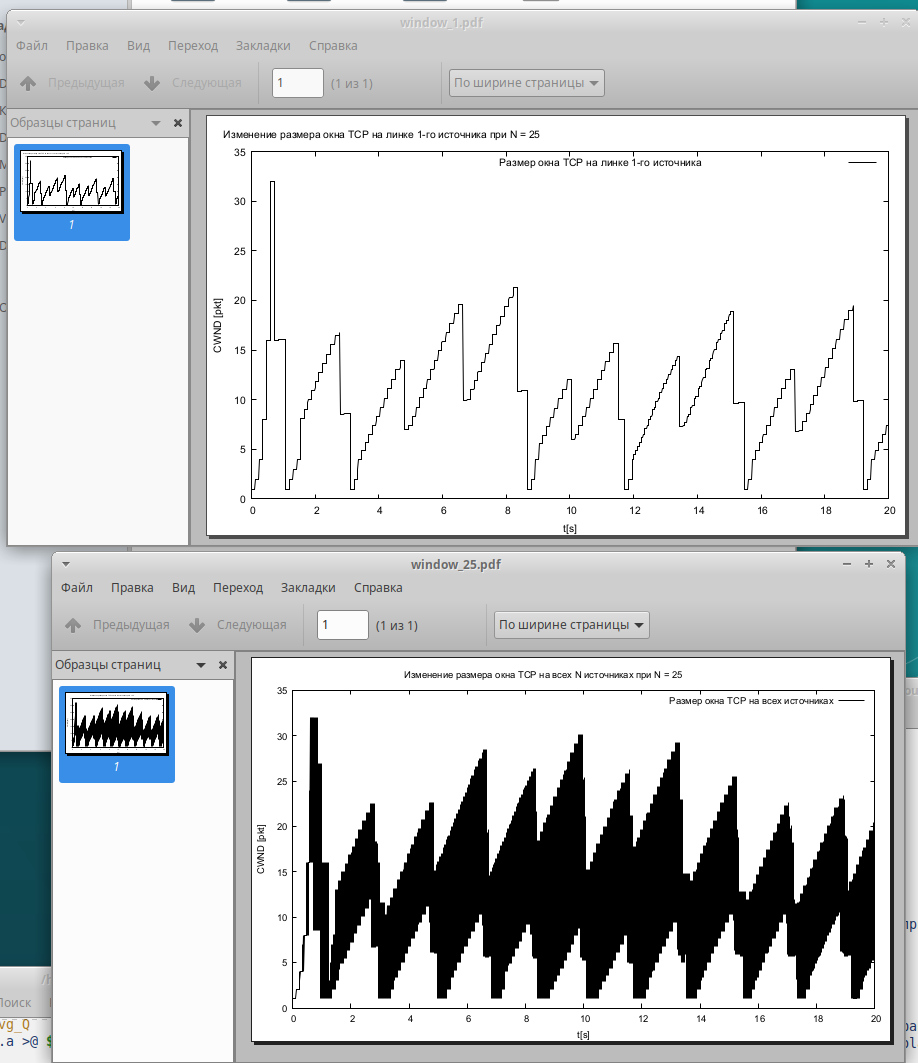 window_1.pdf
Файл Правка Вид Переход Закладки Справка
Предыдущая Следующая 1 (1 из 1) По ширине страницы
Образцы страниц
1
Изменение размера окна TCP на линке 1-го источника при N = 25
Размер окна TCP на линке 1-го источника
35
30
25
20
15
10
5
0
CWND [pkt]
0 2 4 6 8 10 12 14 16 18 20
t[s]
window_25.pdf
Файл Правка Вид Переход Закладки Справка
Предыдущая Следующая 1 (1 из 1) По ширине страницы
Образцы страниц
1
Изменение размера окна TCP на всех N источниках при N = 25
Размер окна TCP на всех источниках
35
30
25
20
15
10
5
0
CWND [pkt]
0 2 4 6 8 10 12 14 16 18 20
t[s]
Поиск
vg_Q
.a >@ $